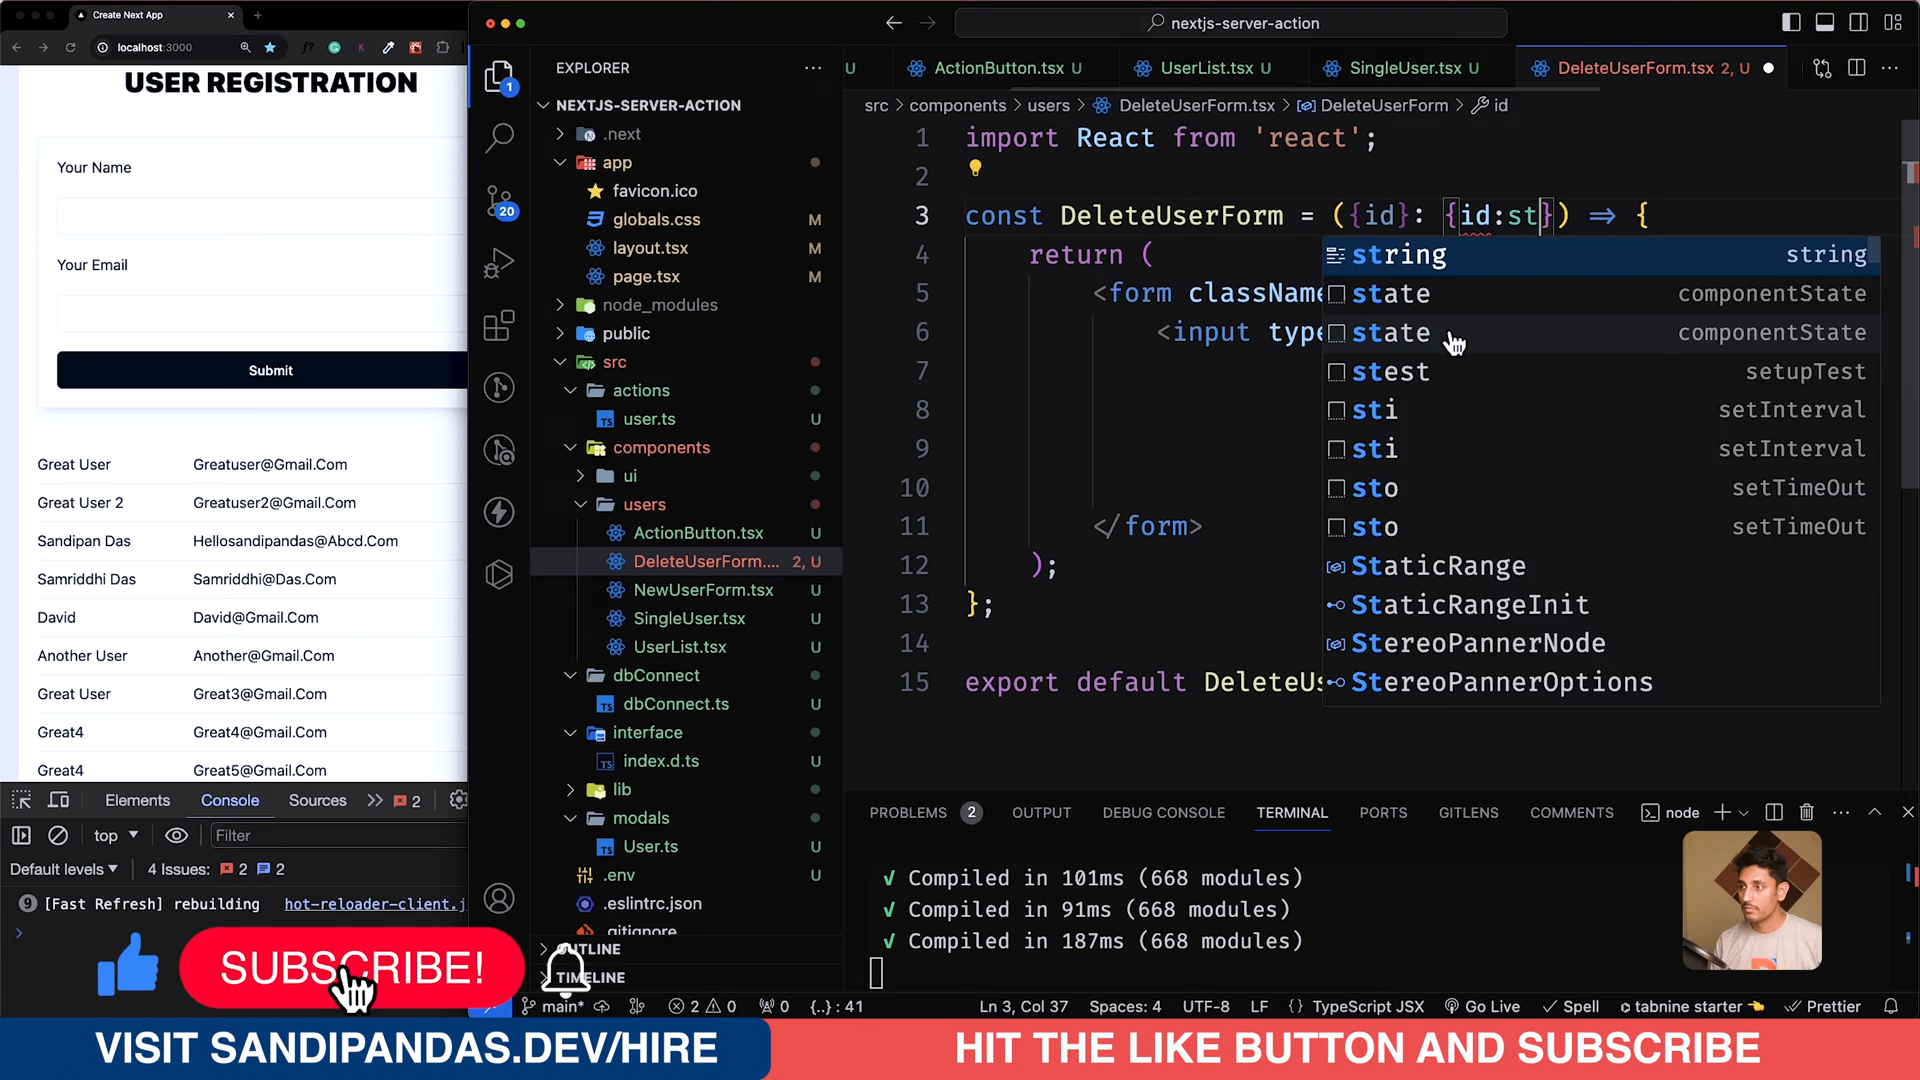 Create Next App
localhost:3000
USER REGISTRATION
Your Name
Your Email
Submit
Great User Greatuser@Gmail.Com
Great User 2 Greatuser2@Gmail.Com
Sandipan Das Hellosandipandas@Abcd.Com
Samriddhi Das Samriddhi@Das.Com
David David@Gmail.Com
Another User Another@Gmail.Com
Great User Great3@Gmail.Com
Great4 Great4@Gmail.Com
Great4 Great5@Gmail.Com
Elements Console Sources 2
top Filter
Default levels 4 Issues: 2 2
9 [Fast Refresh] rebuilding hot-reloader-client.j
SUBSCRIBE!
nextjs-server-action
EXPLORER
NEXTJS-SERVER-ACTION
.next
app
favicon.ico
globals.css M
layout.tsx M
page.tsx M
node_modules
public
src
actions
TS user.ts U
components
ui
users
ActionButton.tsx U
DeleteUserForm.... 2, U
NewUserForm.tsx U
SingleUser.tsx U
UserList.tsx U
dbConnect
TS dbConnect.ts U
interface
TS index.d.ts U
lib
modals
TS User.ts U
.env U
.eslintrc.json
.gitignore
OUTLINE
TIMELINE
1
20
U ActionButton.tsx U UserList.tsx U SingleUser.tsx U DeleteUserForm.tsx 2, U
src > components > users > DeleteUserForm.tsx > DeleteUserForm > id
1 import React from 'react';
2
3 const DeleteUserForm = ({id}: {id:st}) => {
4 return (
5 <form className
6 <input type
7
8
9
10
11 </form>
12 );
13 };
14
15 export default DeleteUs
string string
state componentState
state componentState
stest setupTest
sti setInterval
sti setInterval
sto setTimeOut
sto setTimeOut
StaticRange
StaticRangeInit
StereoPannerNode
StereoPannerOptions
PROBLEMS 2 OUTPUT DEBUG CONSOLE TERMINAL PORTS GITLENS COMMENTS node
√ Compiled in 101ms (668 modules)
√ Compiled in 91ms (668 modules)
√ Compiled in 187ms (668 modules)
main* 2 0 0 {..} : 41 Ln 3, Col 37 Spaces: 4 UTF-8 LF { } TypeScript JSX Go Live Spell tabnine starter Prettier
VISIT SANDIPANDAS.DEV/HIRE
HIT THE LIKE BUTTON AND SUBSCRIBE